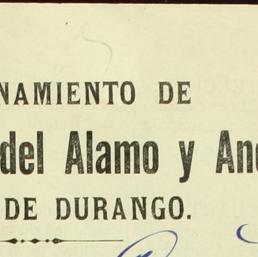 NAMIENTO DE
del Alamo y An
DE DURANGO.